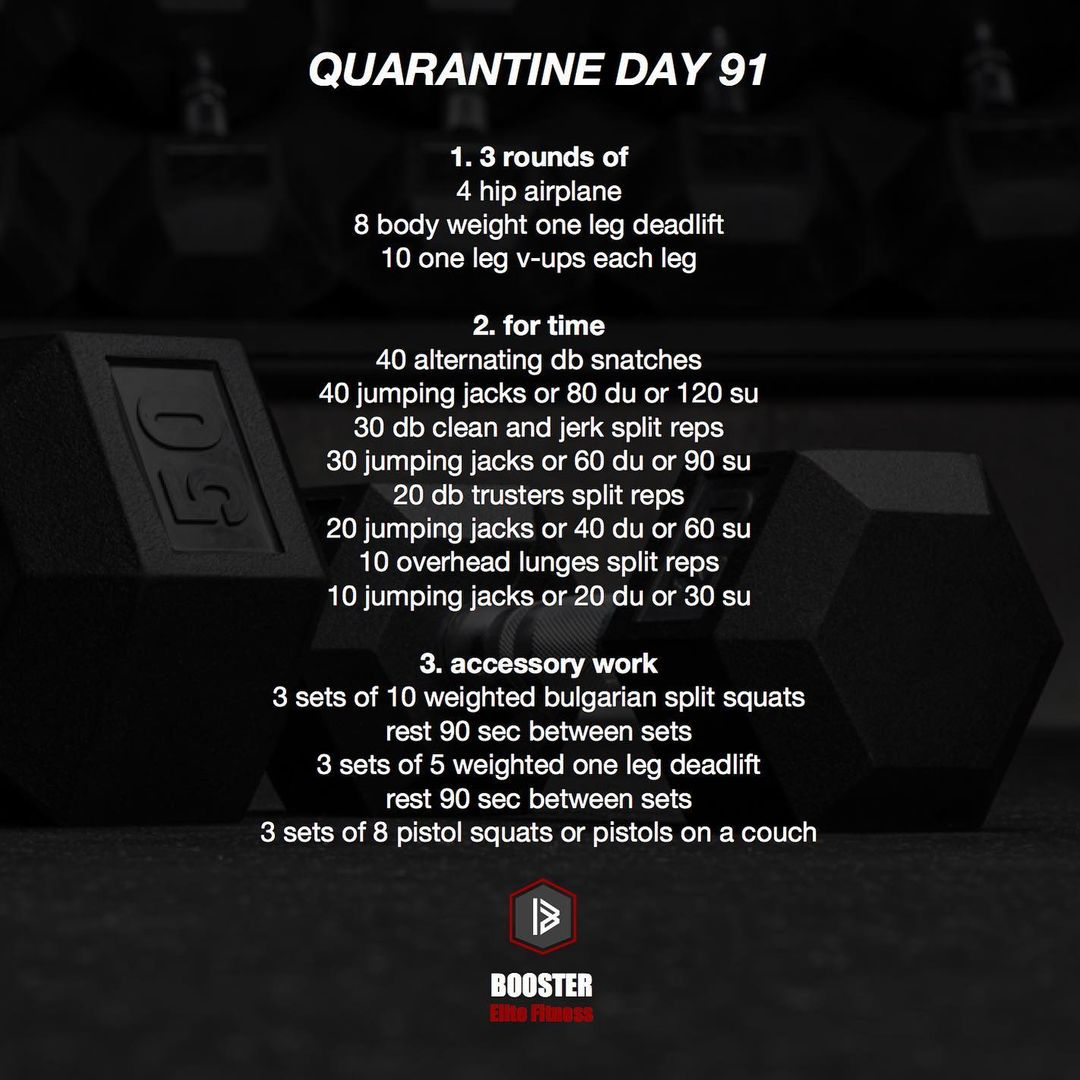 QUARANTINE DAY 91
1. 3 rounds of
4 hip airplane
8 body weight one leg deadlift
10 one leg v-ups each leg
2. for time
40 alternating db snatches
40 jumping jacks or 80 du or 120 su
30 db clean and jerk split reps
30 jumping jacks or 60 du or 90 su
20 db trusters split reps
20 jumping jacks or 40 du or 60 su
10 overhead lunges split reps
10 jumping jacks or 20 du or 30 su
3. accessory work
3 sets of 10 weighted bulgarian split squats
rest 90 sec between sets
3 sets of 5 weighted one leg deadlift
rest 90 sec between sets
3 sets of 8 pistol squats or pistols on a couch
50
BOOSTER
Elite Fitness